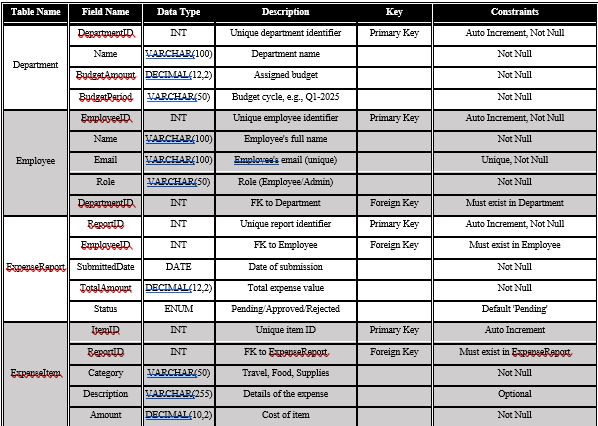 Table Name Field Name Data Type Description Key Constraints
Department DepartmentID INT Unique department identifier Primary Key Auto Increment, Not Null
Name VARCHAR(100) Department name Not Null
BudgetAmount DECIMAL(12,2) Assigned budget Not Null
BudgetPeriod VARCHAR(50) Budget cycle, e.g., Q1-2025 Not Null
Employee EmployeeID INT Unique employee identifier Primary Key Auto Increment, Not Null
Name VARCHAR(100) Employee's full name Not Null
Email VARCHAR(100) Employee's email (unique) Unique, Not Null
Role VARCHAR(50) Role (Employee/Admin) Not Null
DepartmentID INT FK to Department Foreign Key Must exist in Department
ExpenseReport ReportID INT Unique report identifier Primary Key Auto Increment, Not Null
EmployeeID INT FK to Employee Foreign Key Must exist in Employee
SubmittedDate DATE Date of submission Not Null
TotalAmount DECIMAL(12,2) Total expense value Not Null
Status ENUM Pending/Approved/Rejected Default 'Pending'
ExpenseItem ItemID INT Unique item ID Primary Key Auto Increment
ReportID INT FK to ExpenseReport Foreign Key Must exist in ExpenseReport
Category VARCHAR(50) Travel, Food, Supplies Not Null
Description VARCHAR(255) Details of the expense Optional
Amount DECIMAL(10,2) Cost of item Not Null